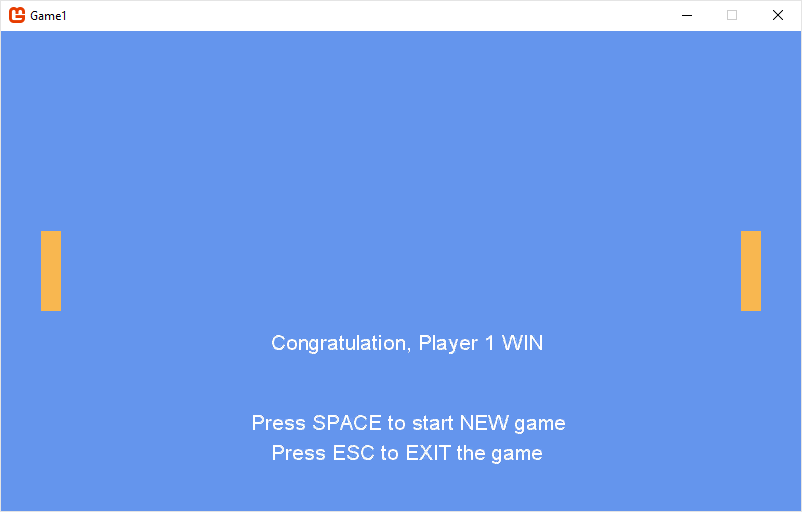 Game1
Congratulation, Player 1 WIN
Press SPACE to start NEW game
Press ESC to EXIT the game